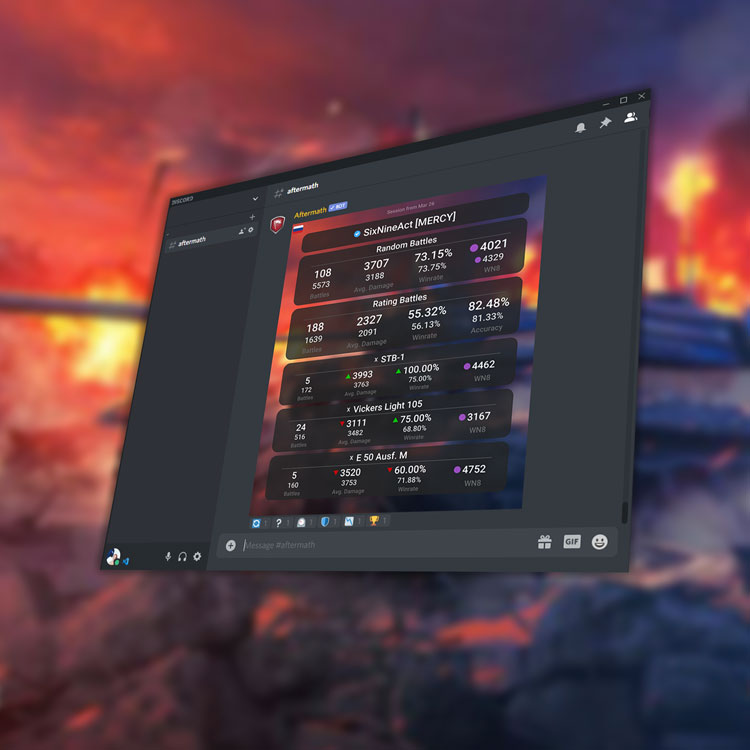 DISCORD
aftermath
aftermath
Aftermath BOT
Session from Mar 26
SixNineAct [MERCY]
Random Battles
108 3707 73.15% 4021
5573 3188 73.75% 4329
Battles Avg. Damage Winrate WN8
Rating Battles
188 2327 55.32% 82.48%
1639 2091 56.13% 81.33%
Battles Avg. Damage Winrate Accuracy
x STB-1
5 3993 100.00% 4462
172 3763 75.00% WN8
Battles Avg. Damage Winrate
x Vickers Light 105
24 3111 75.00% 3167
516 3482 68.80% WN8
Battles Avg. Damage Winrate
x E 50 Ausf. M
5 3520 60.00% 4752
160 3753 71.88% WN8
Battles Avg. Damage Winrate
1 ? 1 1 1 1 1
Message #aftermath
GIF